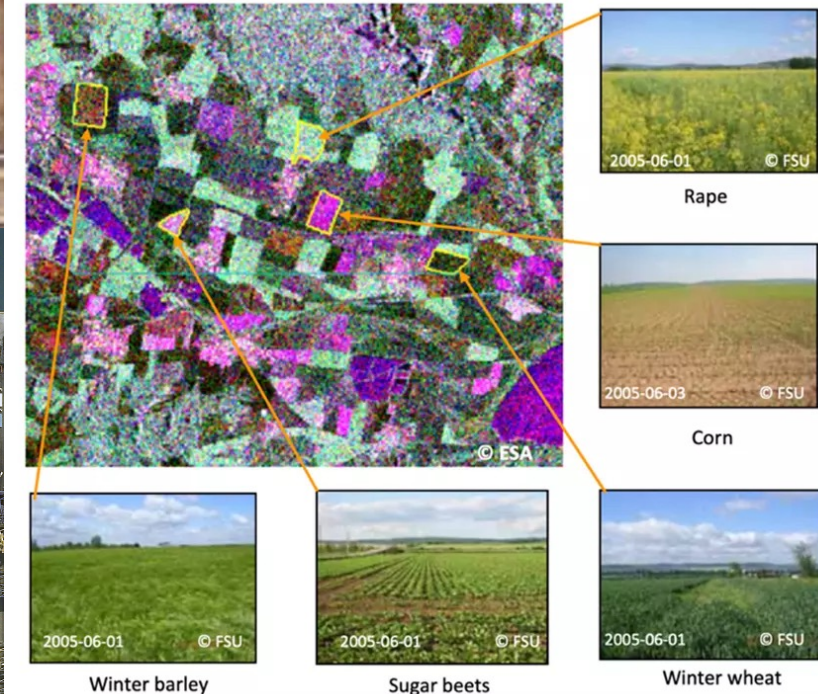 2005-06-01 © FSU
Rape
2005-06-03 © FSU
Corn
© ESA
2005-06-01 © FSU
Winter barley
2005-06-01 © FSU
Sugar beets
2005-06-01 © FSU
Winter wheat